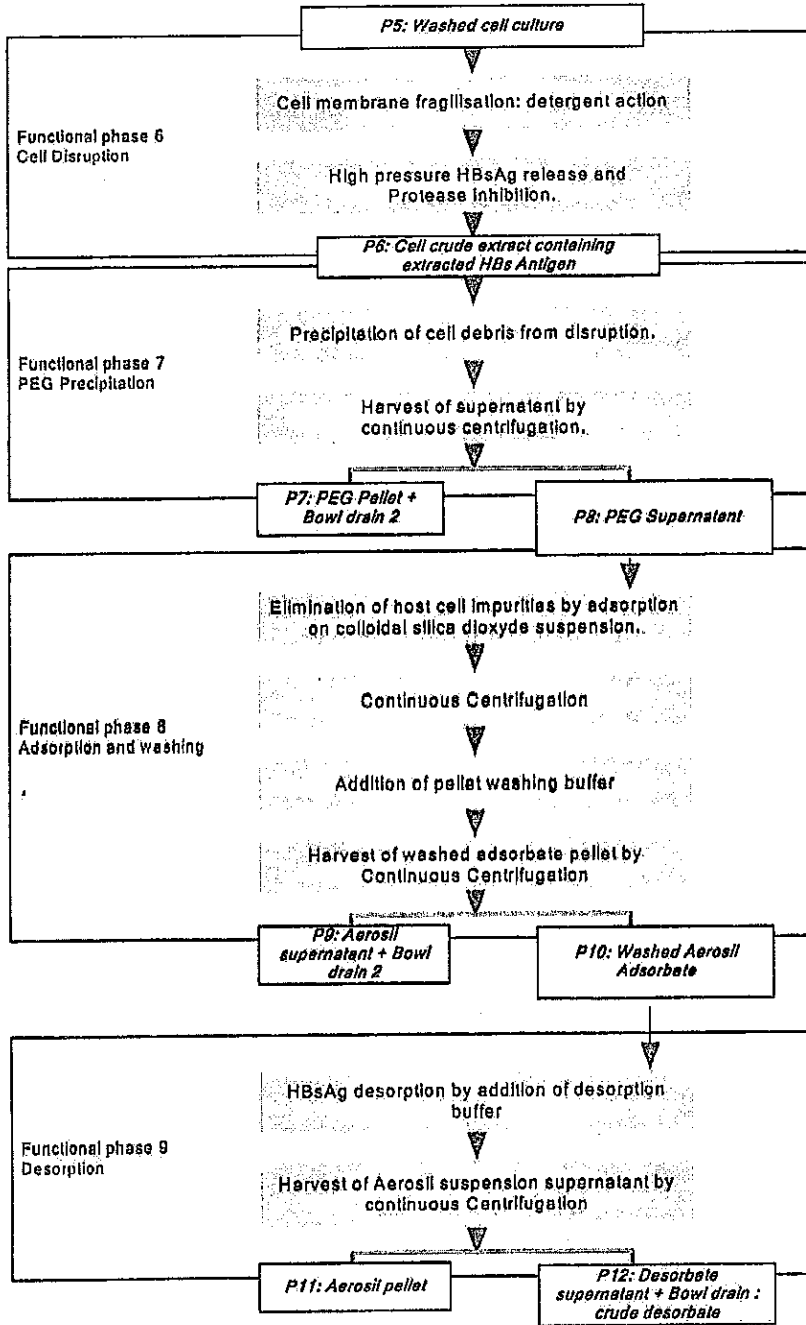 P5: Washed cell culture
Cell membrane fragilisation: detergent action
Functional phase 6
Cell Disruption
High pressure HBsAg release and
Protease inhibition.
P6: Cell crude extract containing
extracted HBs Antigen
Precipitation of cell debris from disruption.
Functional phase 7
PEG Precipitation
Harvest of supernatant by
continuous centrifugation.
P7: PEG Pellet +
Bowl drain 2
P8: PEG Supernatant
Elimination of host cell impurities by adsorption
on colloidal silica dioxyde suspension.
Continuous Centrifugation
Functional phase 8
Adsorption and washing
Addition of pellet washing buffer
Harvest of washed adsorbate pellet by
Continuous Centrifugation
P9: Aerosil
supernatant + Bowl
drain 2
P10: Washed Aerosil
Adsorbate
HBsAg desorption by addition of desorption
buffer
Functional phase 9
Desorption
Harvest of Aerosil suspension supernatant by
continuous Centrifugation
P11: Aerosil pellet
P12: Desorbate
supernatant + Bowl drain :
crude desorbate